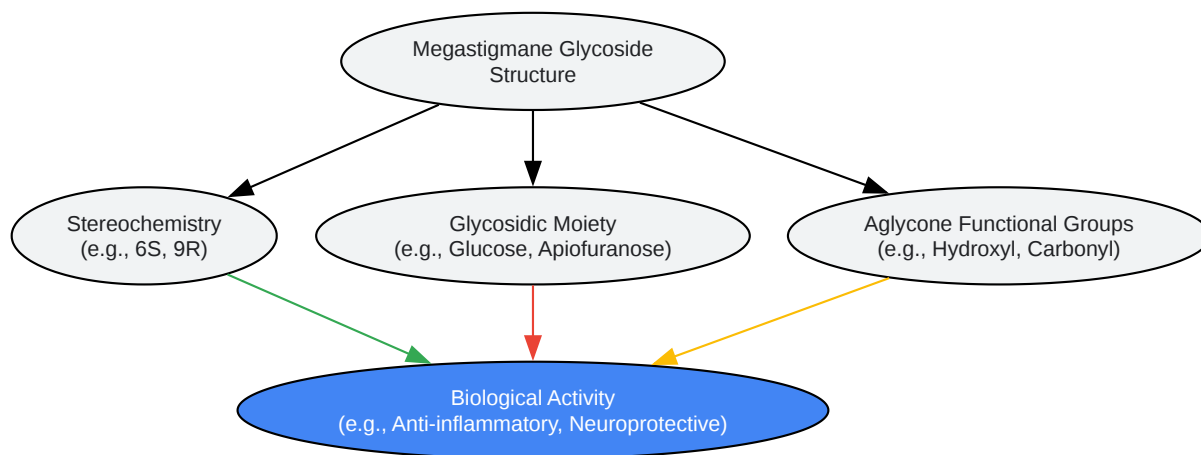 Megastigmane Glycoside
Structure
Stereochemistry
(e.g., 6S, 9R)
Glycosidic Moiety
(e.g., Glucose, Apiofuranose)
Aglycone Functional Groups
(e.g., Hydroxyl, Carbonyl)
Biological Activity
(e.g., Anti-inflammatory, Neuroprotective)